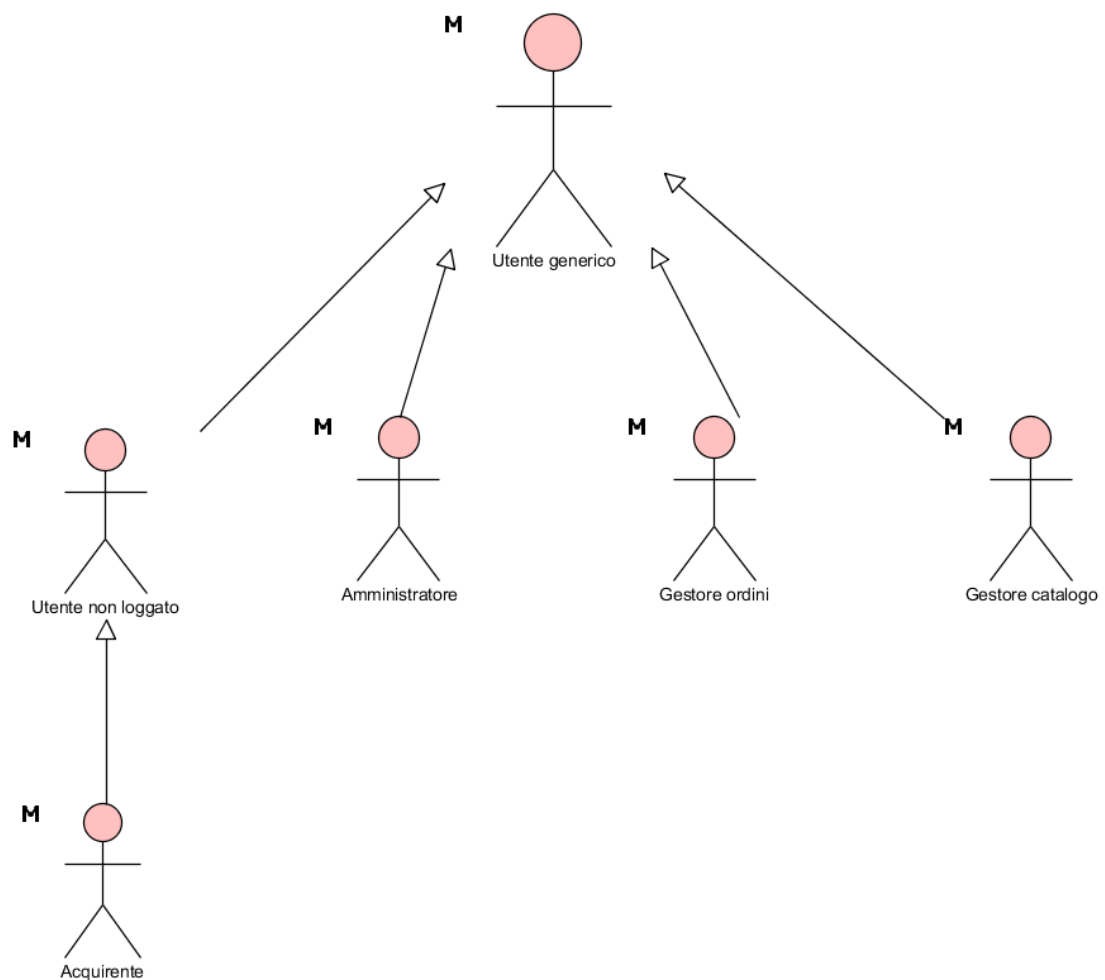 M
Utente generico
M
M
M
M
Utente non loggato
Amministratore
Gestore ordini
Gestore catalogo
M
Acquirente